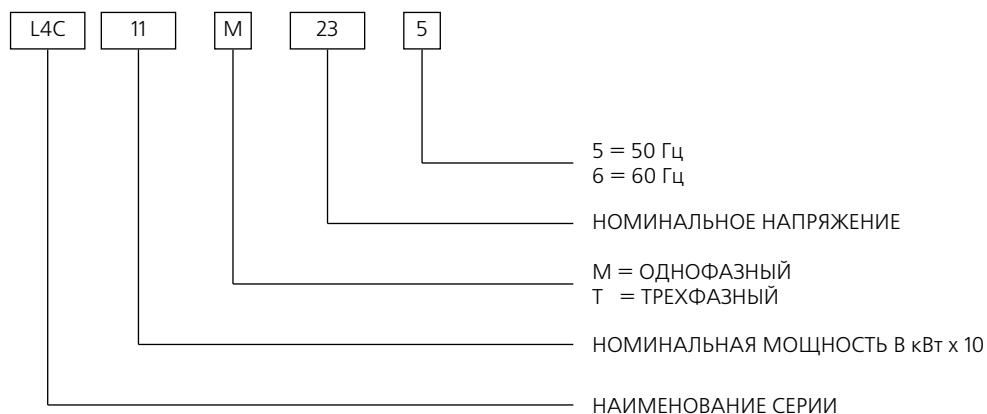 L4C 11 M 23 5
5 = 50 Гц
6 = 60 Гц
НОМИНАЛЬНОЕ НАПРЯЖЕНИЕ
M = ОДНОФАЗНЫЙ
T = ТРЕХФАЗНЫЙ
НОМИНАЛЬНАЯ МОЩНОСТЬ В кВт x 10
НАИМЕНОВАНИЕ СЕРИИ